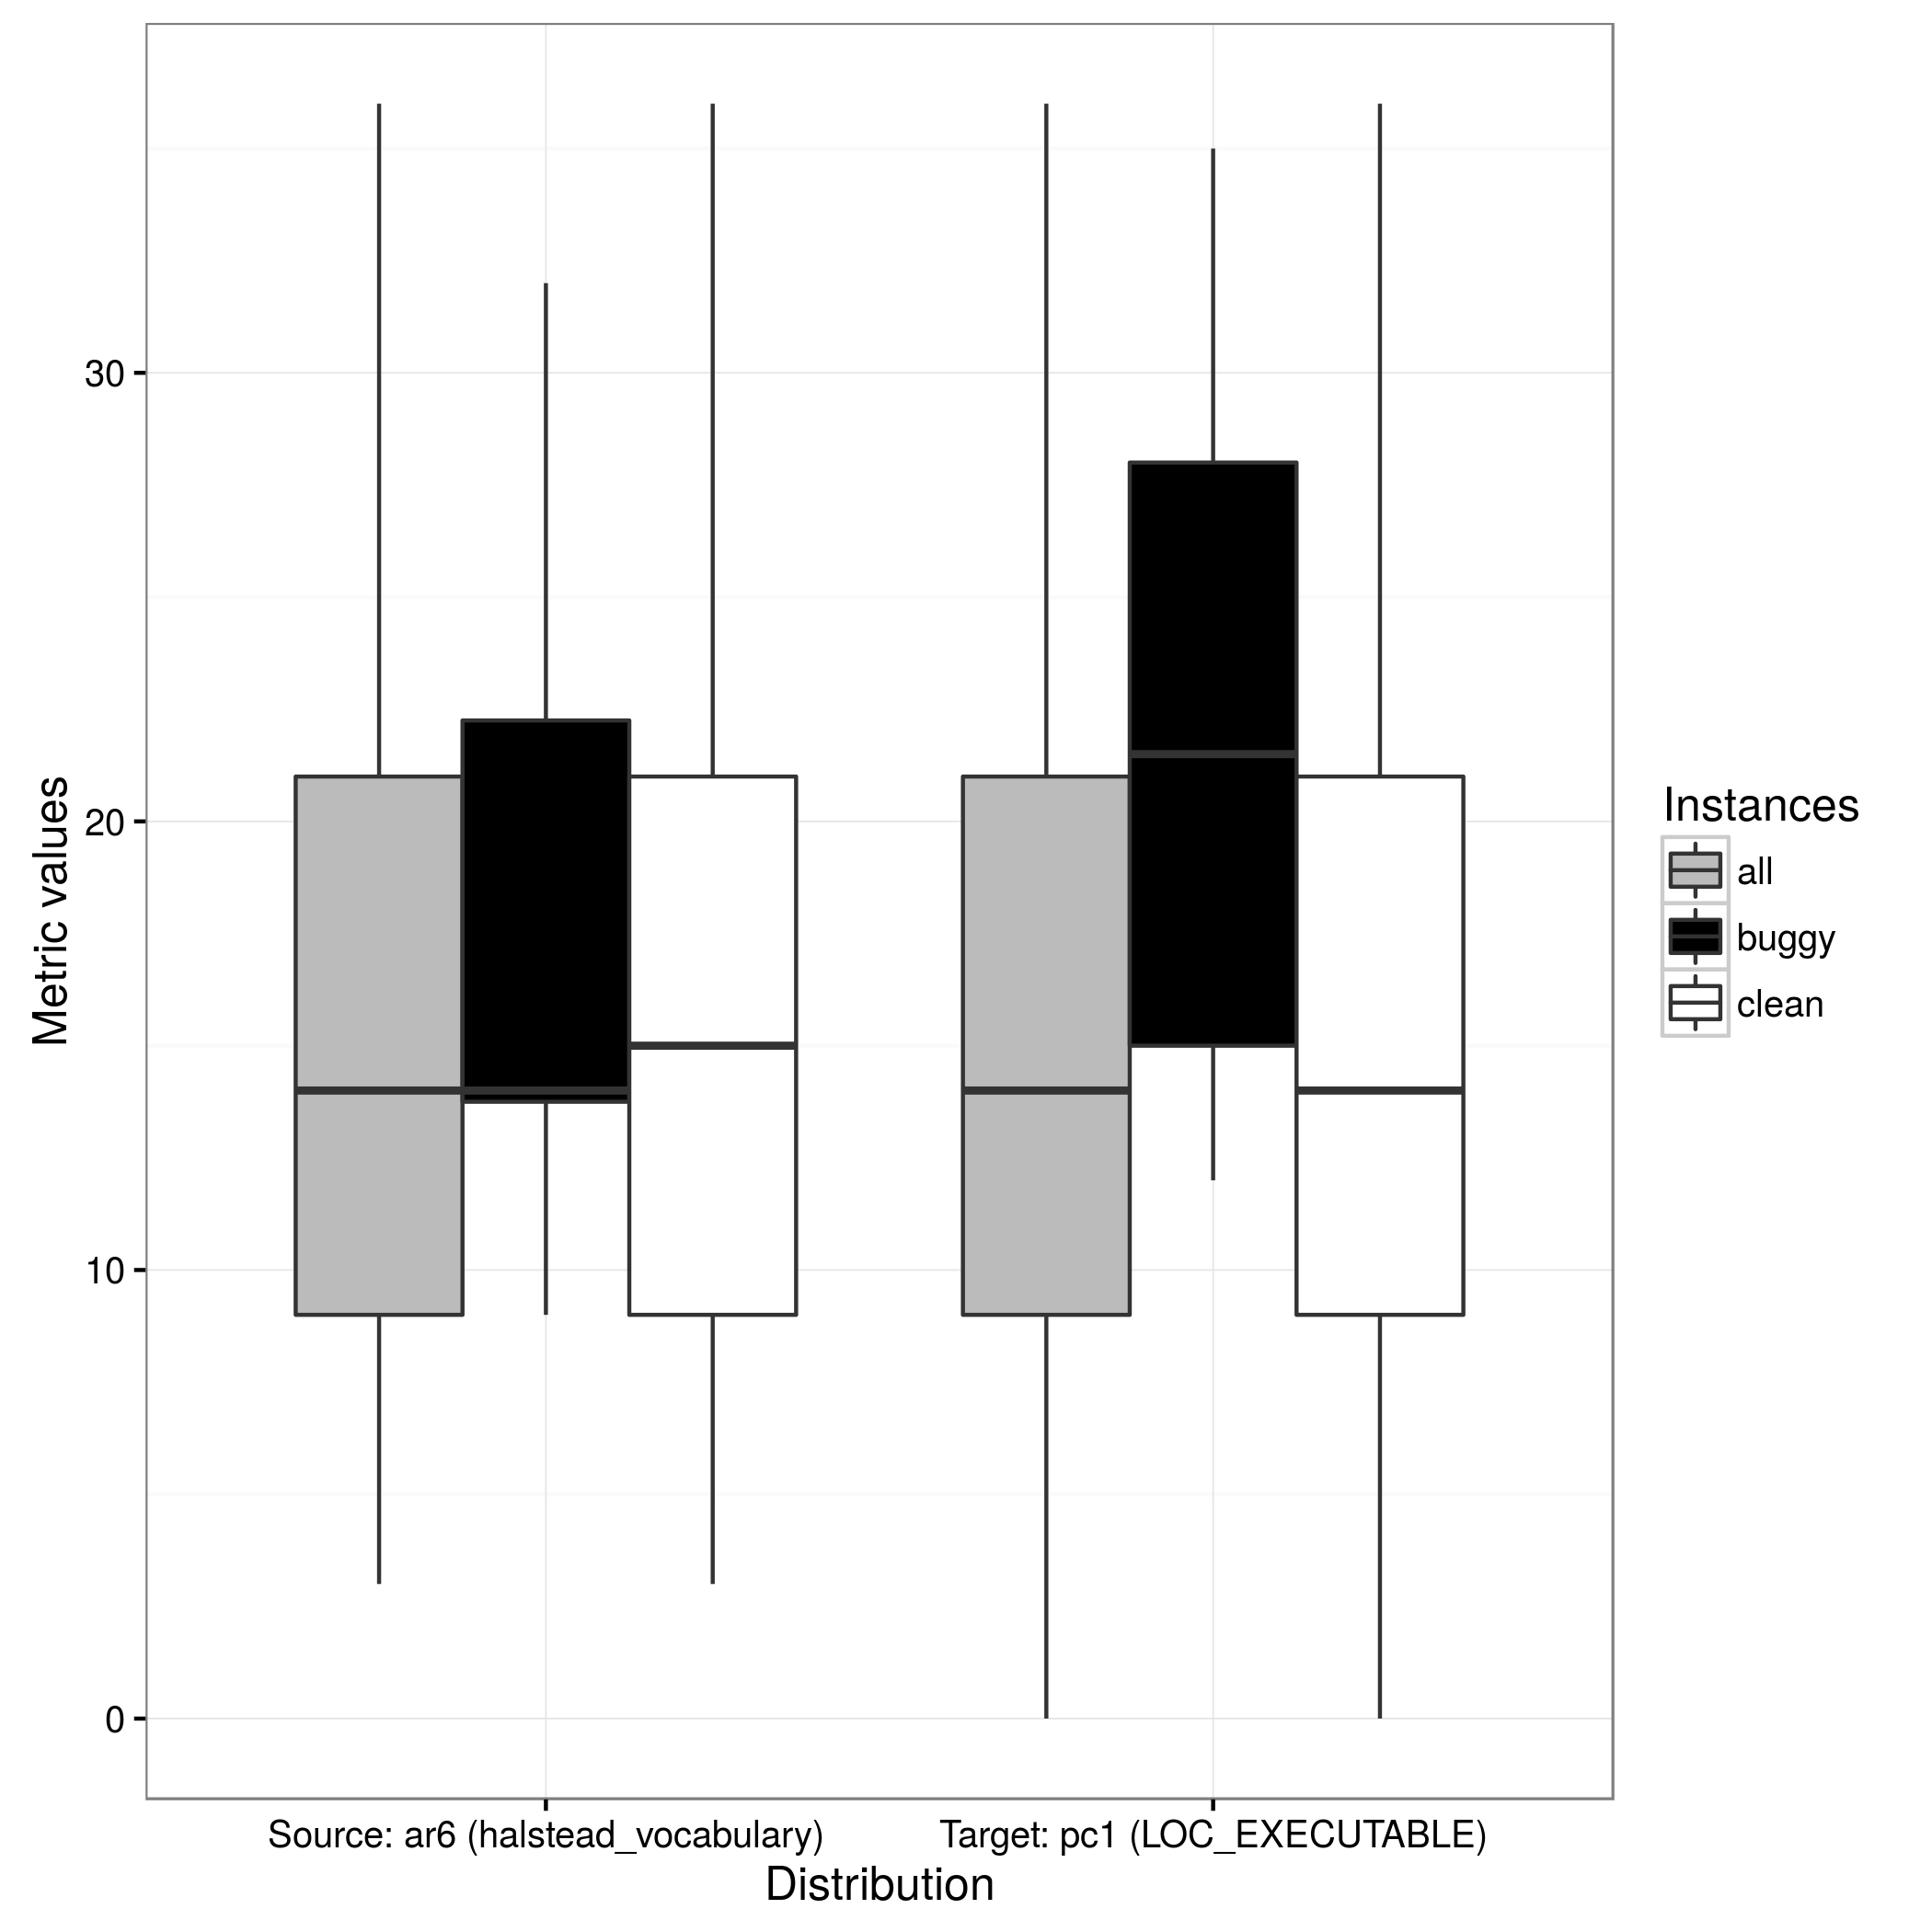 Metric values
30
20
10
0
Source: ar6 (halstead_vocabulary)
Target: pc1 (LOC_EXECUTABLE)
Distribution
Instances
all
buggy
clean